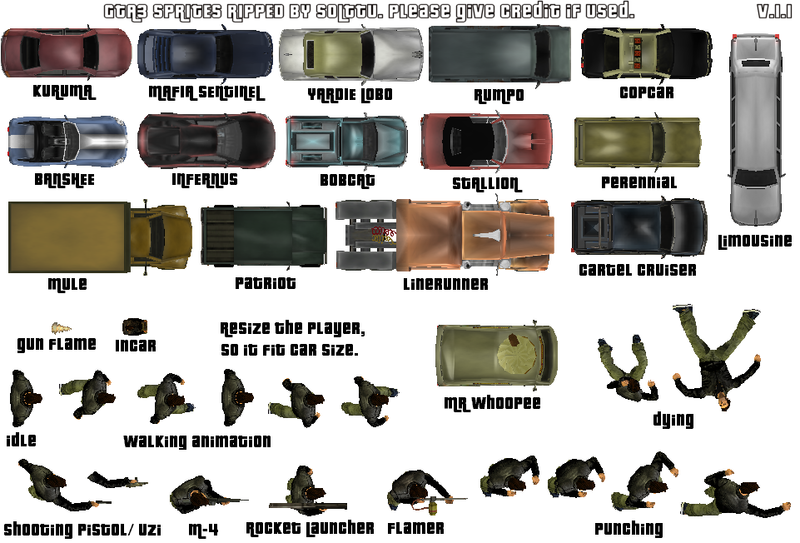 GTA3 SPRITES RIPPED BY SOLTTU. PLEASE GIVE CREDIT IF USED.
V.1.1
KURUMA
MAFIA SENTINEL
YARDIE LOBO
RUMPO
COPCAR
BANSHEE
INFERNUS
BOBCAT
STALLION
PERENNIAL
LIMOUSINE
MULE
PATRIOT
LINERUNNER
CARTEL CRUISER
GUN FLAME
INCAR
RESIZE THE PLAYER,
SO IT FIT CAR SIZE.
MR WHOOPEE
DYING
IDLE
WALKING ANIMATION
SHOOTING PISTOL/ UZI
M-4
ROCKET LAUNCHER
FLAMER
PUNCHING